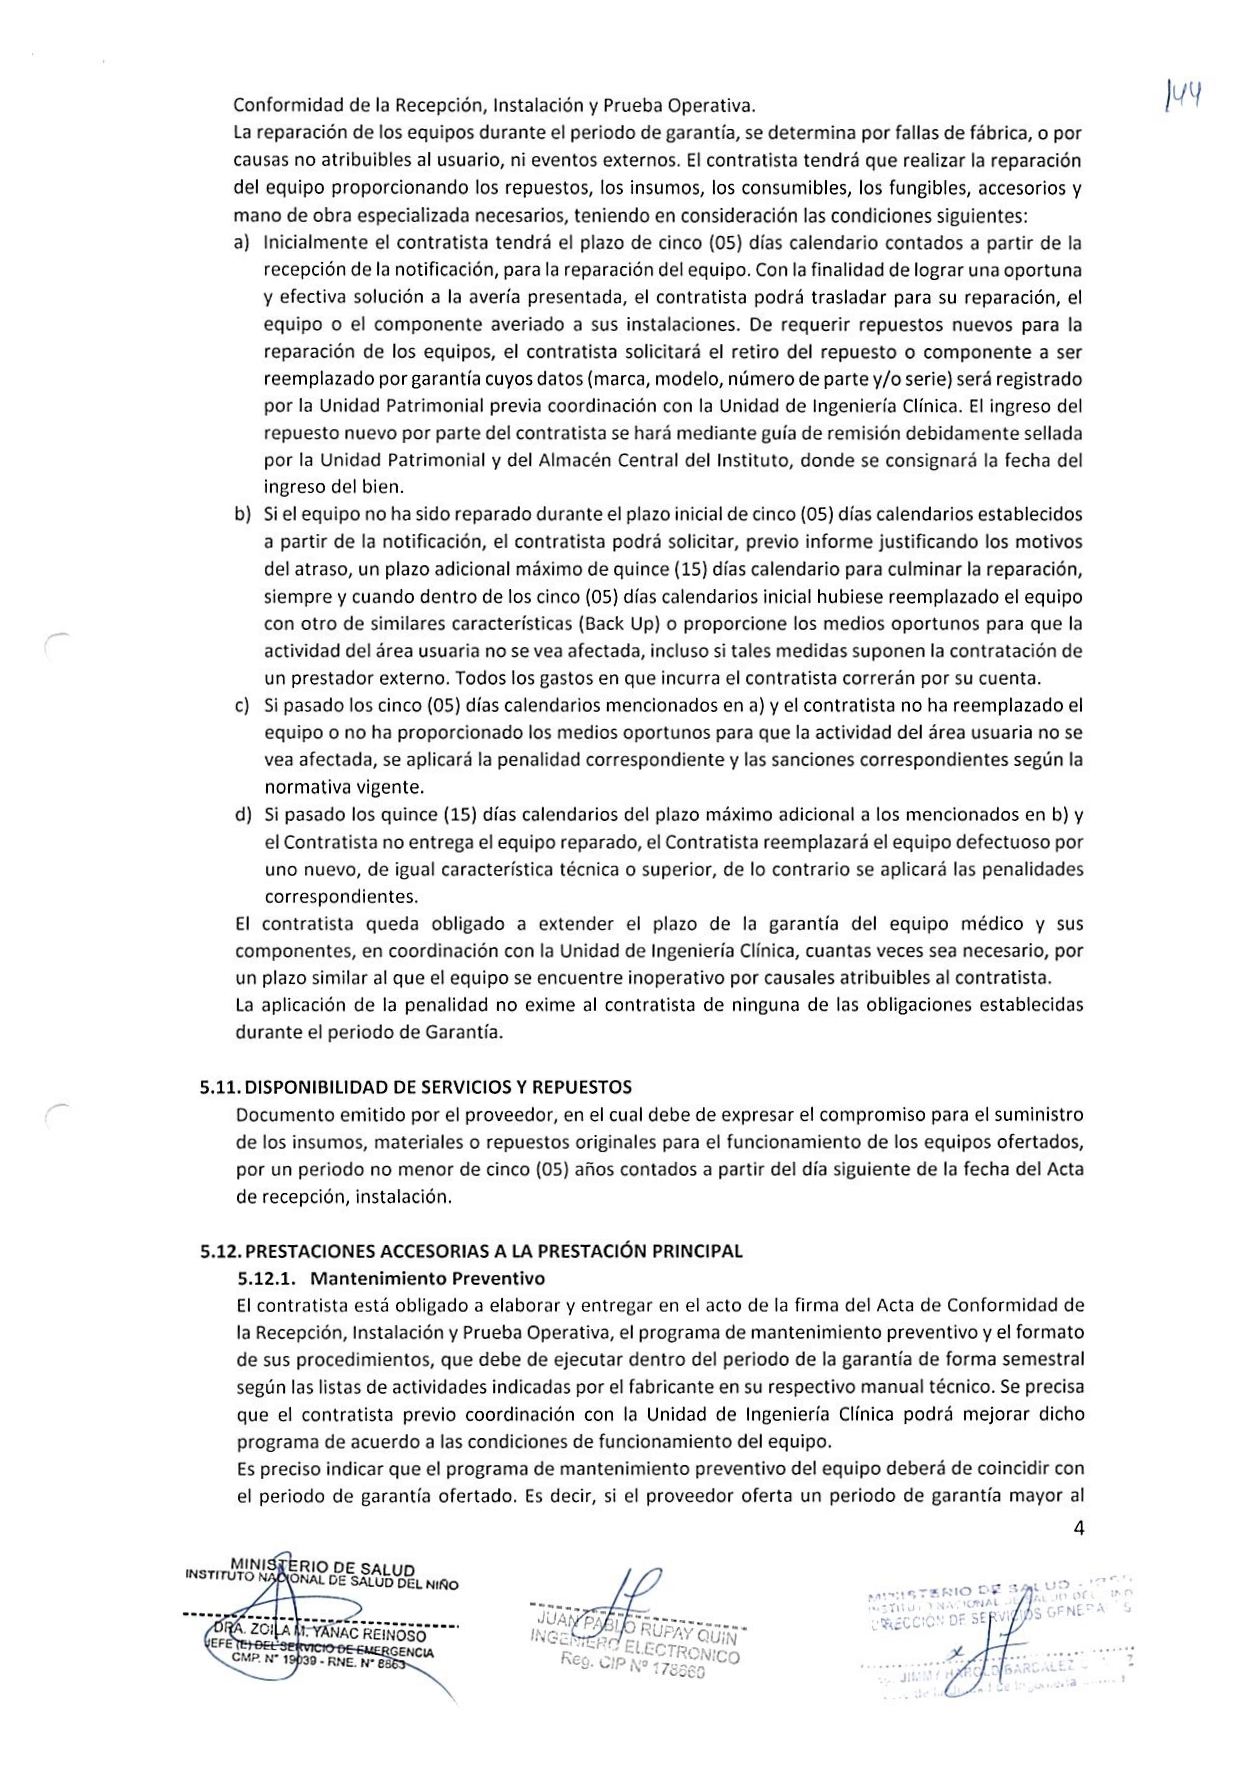 144
Conformidad de la Recepción, Instalación y Prueba Operativa.
La reparación de los equipos durante el periodo de garantía, se determina por fallas de fábrica, o por
causas no atribuibles al usuario, ni eventos externos. El contratista tendrá que realizar la reparación
del equipo proporcionando los repuestos, los insumos, los consumibles, los fungibles, accesorios y
mano de obra especializada necesarios, teniendo en consideración las condiciones siguientes:
a) Inicialmente el contratista tendrá el plazo de cinco (05) días calendario contados a partir de la
recepción de la notificación, para la reparación del equipo. Con la finalidad de lograr una oportuna
y efectiva solución a la avería presentada, el contratista podrá trasladar para su reparación, el
equipo o el componente averiado a sus instalaciones. De requerir repuestos nuevos para la
reparación de los equipos, el contratista solicitará el retiro del repuesto o componente a ser
reemplazado por garantía cuyos datos (marca, modelo, número de parte y/o serie) será registrado
por la Unidad Patrimonial previa coordinación con la Unidad de Ingeniería Clínica. El ingreso del
repuesto nuevo por parte del contratista se hará mediante guía de remisión debidamente sellada
por la Unidad Patrimonial y del Almacén Central del Instituto, donde se consignará la fecha del
ingreso del bien.
b) Si el equipo no ha sido reparado durante el plazo inicial de cinco (05) días calendarios establecidos
a partir de la notificación, el contratista podrá solicitar, previo informe justificando los motivos
del atraso, un plazo adicional máximo de quince (15) días calendario para culminar la reparación,
siempre y cuando dentro de los cinco (05) días calendarios inicial hubiese reemplazado el equipo
con otro de similares características (Back Up) o proporcione los medios oportunos para que la
actividad del área usuaria no se vea afectada, incluso si tales medidas suponen la contratación de
un prestador externo. Todos los gastos en que incurra el contratista correrán por su cuenta.
c) Si pasado los cinco (05) días calendarios mencionados en a) y el contratista no ha reemplazado el
equipo o no ha proporcionado los medios oportunos para que la actividad del área usuaria no se
vea afectada, se aplicará la penalidad correspondiente y las sanciones correspondientes según la
normativa vigente.
d) Si pasado los quince (15) días calendarios del plazo máximo adicional a los mencionados en b) y
el Contratista no entrega el equipo reparado, el Contratista reemplazará el equipo defectuoso por
uno nuevo, de igual característica técnica o superior, de lo contrario se aplicará las penalidades
correspondientes.
El contratista queda obligado a extender el plazo de la garantía del equipo médico y sus
componentes, en coordinación con la Unidad de Ingeniería Clínica, cuantas veces sea necesario, por
un plazo similar al que el equipo se encuentre inoperativo por causales atribuibles al contratista.
La aplicación de la penalidad no exime al contratista de ninguna de las obligaciones establecidas
durante el periodo de Garantía.
5.11. DISPONIBILIDAD DE SERVICIOS Y REPUESTOS
Documento emitido por el proveedor, en el cual debe de expresar el compromiso para el suministro
de los insumos, materiales o repuestos originales para el funcionamiento de los equipos ofertados,
por un periodo no menor de cinco (05) años contados a partir del día siguiente de la fecha del Acta
de recepción, instalación.
5.12. PRESTACIONES ACCESORIAS A LA PRESTACIÓN PRINCIPAL
5.12.1. Mantenimiento Preventivo
El contratista está obligado a elaborar y entregar en el acto de la firma del Acta de Conformidad de
la Recepción, Instalación y Prueba Operativa, el programa de mantenimiento preventivo y el formato
de sus procedimientos, que debe de ejecutar dentro del periodo de la garantía de forma semestral
según las listas de actividades indicadas por el fabricante en su respectivo manual técnico. Se precisa
que el contratista previo coordinación con la Unidad de Ingeniería Clínica podrá mejorar dicho
programa de acuerdo a las condiciones de funcionamiento del equipo.
Es preciso indicar que el programa de mantenimiento preventivo del equipo deberá de coincidir con
el periodo de garantía ofertado. Es decir, si el proveedor oferta un periodo de garantía mayor al
4
MINISTERIO DE SALUD
INSTITUTO NACIONAL DE SALUD DEL NIÑO
DRA. ZOILA M. YANAC REINOSO
JEFE (E) DEL SERVICIO DE EMERGENCIA
CMP. N° 19039 - RNE. N° 8863
JUAN PABLO RUPAY QUIN
INGENIERO ELECTRONICO
Reg. CIP Nº 178660
MINISTERIO DE SALUD
DIRECCIÓN DE SERVICIOS GENERA